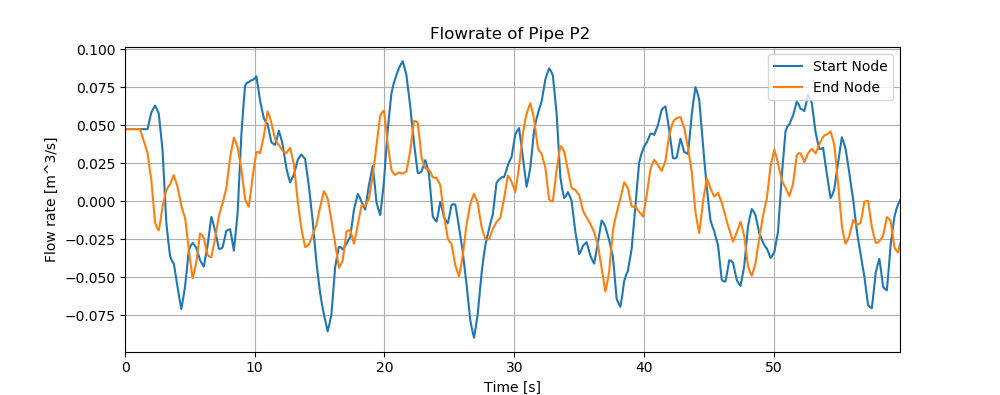 Flowrate of Pipe P2
0.100
0.075
0.050
0.025
0.000
−0.025
−0.050
−0.075
Flow rate [m^3/s]
Start Node
End Node
0 10 20 30 40 50
Time [s]